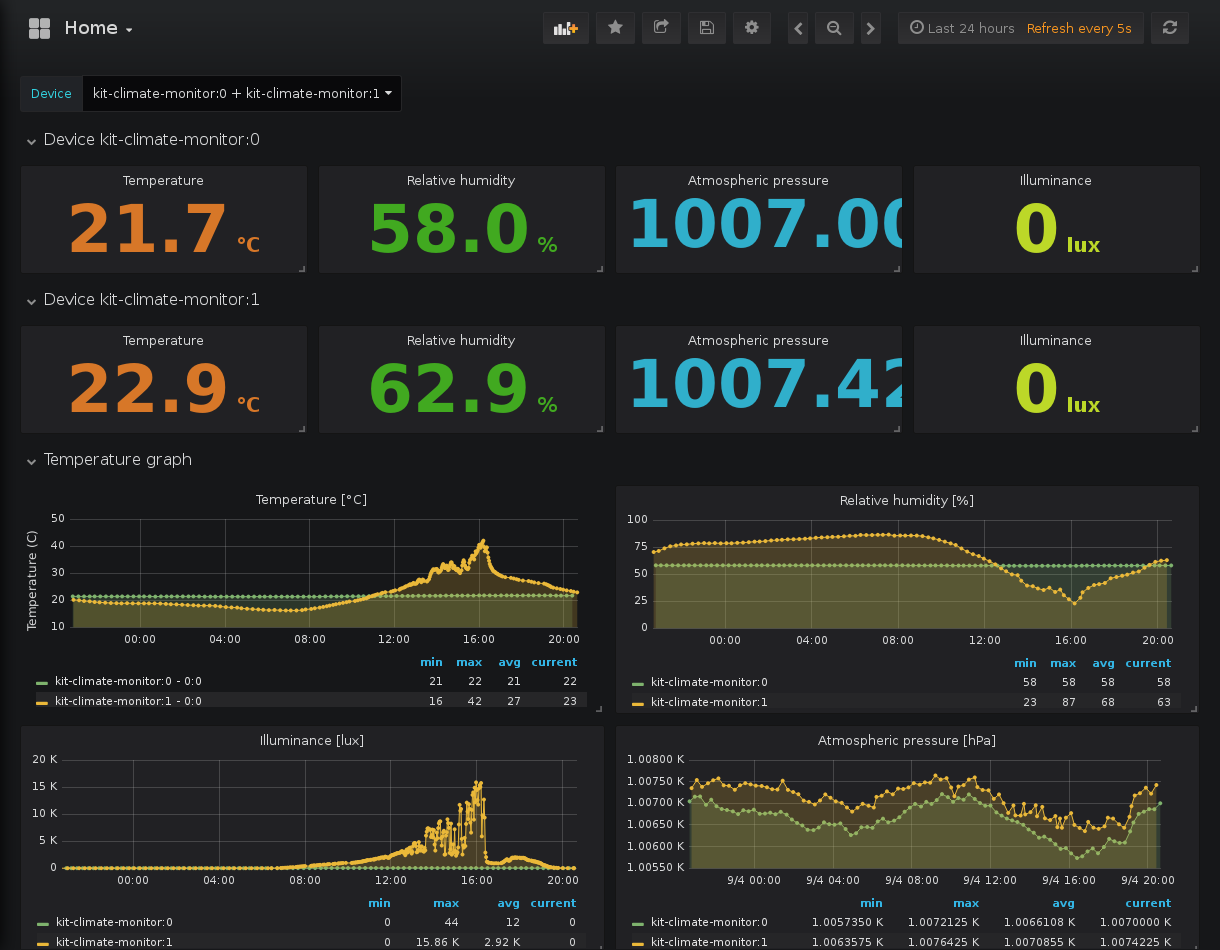 Home
Last 24 hours Refresh every 5s
Device kit-climate-monitor:0 + kit-climate-monitor:1
Device kit-climate-monitor:0
Temperature Relative humidity Atmospheric pressure Illuminance
21.7 °C 58.0 % 1007.00 0 lux
Device kit-climate-monitor:1
Temperature Relative humidity Atmospheric pressure Illuminance
22.9 °C 62.9 % 1007.42 0 lux
Temperature graph
Temperature [°C]
Temperature (C)
50
40
30
20
10
00:00 04:00 08:00 12:00 16:00 20:00
min max avg current
kit-climate-monitor:0 - 0:0 21 22 21 22
kit-climate-monitor:1 - 0:0 16 42 27 23
Relative humidity [%]
100
75
50
25
0
00:00 04:00 08:00 12:00 16:00 20:00
min max avg current
kit-climate-monitor:0 58 58 58 58
kit-climate-monitor:1 23 87 68 63
Illuminance [lux]
20 K
15 K
10 K
5 K
0
00:00 04:00 08:00 12:00 16:00 20:00
min max avg current
kit-climate-monitor:0 0 44 12 0
kit-climate-monitor:1 0 15.86 K 2.92 K 0
Atmospheric pressure [hPa]
1.00800 K
1.00750 K
1.00700 K
1.00650 K
1.00600 K
1.00550 K
9/4 00:00 9/4 04:00 9/4 08:00 9/4 12:00 9/4 16:00 9/4 20:00
min max avg current
kit-climate-monitor:0 1.0057350 K 1.0072125 K 1.0066108 K 1.0070000 K
kit-climate-monitor:1 1.0063575 K 1.0076425 K 1.0070855 K 1.0074225 K